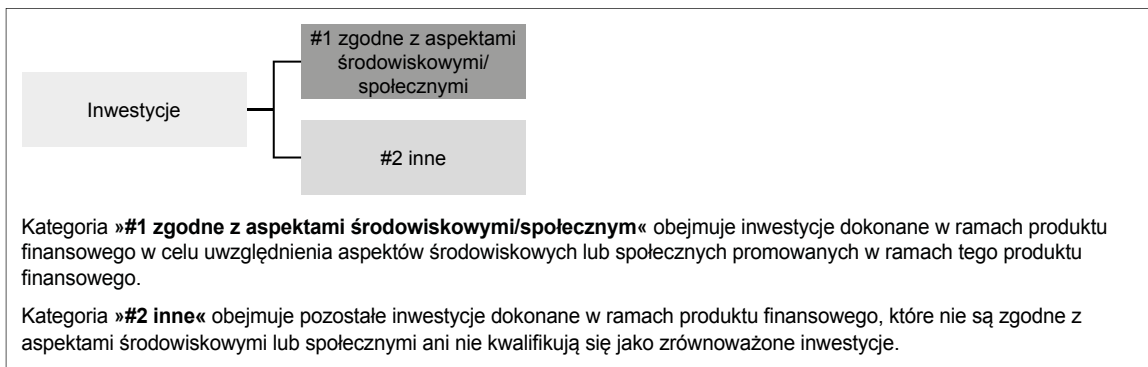 #1 zgodne z aspektami
środowiskowymi/
społecznymi
Inwestycje
#2 inne
Kategoria »#1 zgodne z aspektami środowiskowymi/społecznym« obejmuje inwestycje dokonane w ramach produktu
finansowego w celu uwzględnienia aspektów środowiskowych lub społecznych promowanych w ramach tego produktu
finansowego.
Kategoria »#2 inne« obejmuje pozostałe inwestycje dokonane w ramach produktu finansowego, które nie są zgodne z
aspektami środowiskowymi lub społecznymi ani nie kwalifikują się jako zrównoważone inwestycje.